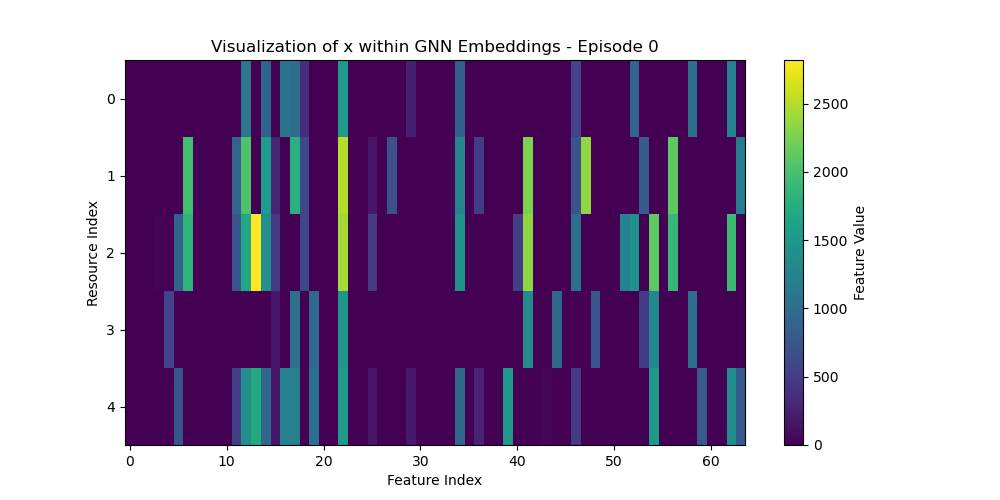 Visualization of x within GNN Embeddings - Episode 0
Resource Index
0
1
2
3
4
0 10 20 30 40 50 60
Feature Index
2500
2000
1500
1000
500
0
Feature Value